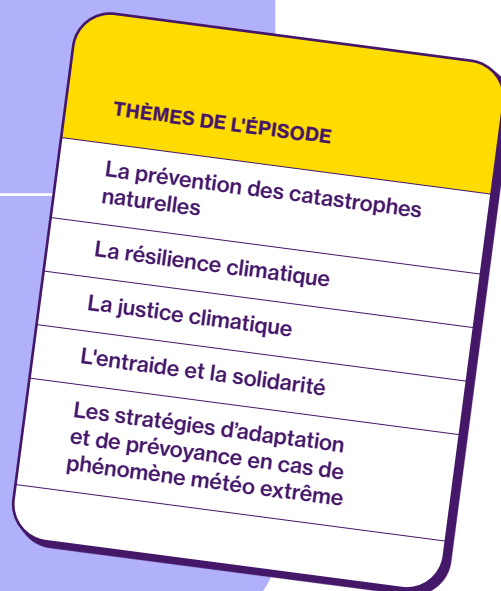 THÈMES DE L'ÉPISODE
La prévention des catastrophes
naturelles
La résilience climatique
La justice climatique
L'entraide et la solidarité
Les stratégies d’adaptation
et de prévoyance en cas de
phénomène météo extrême